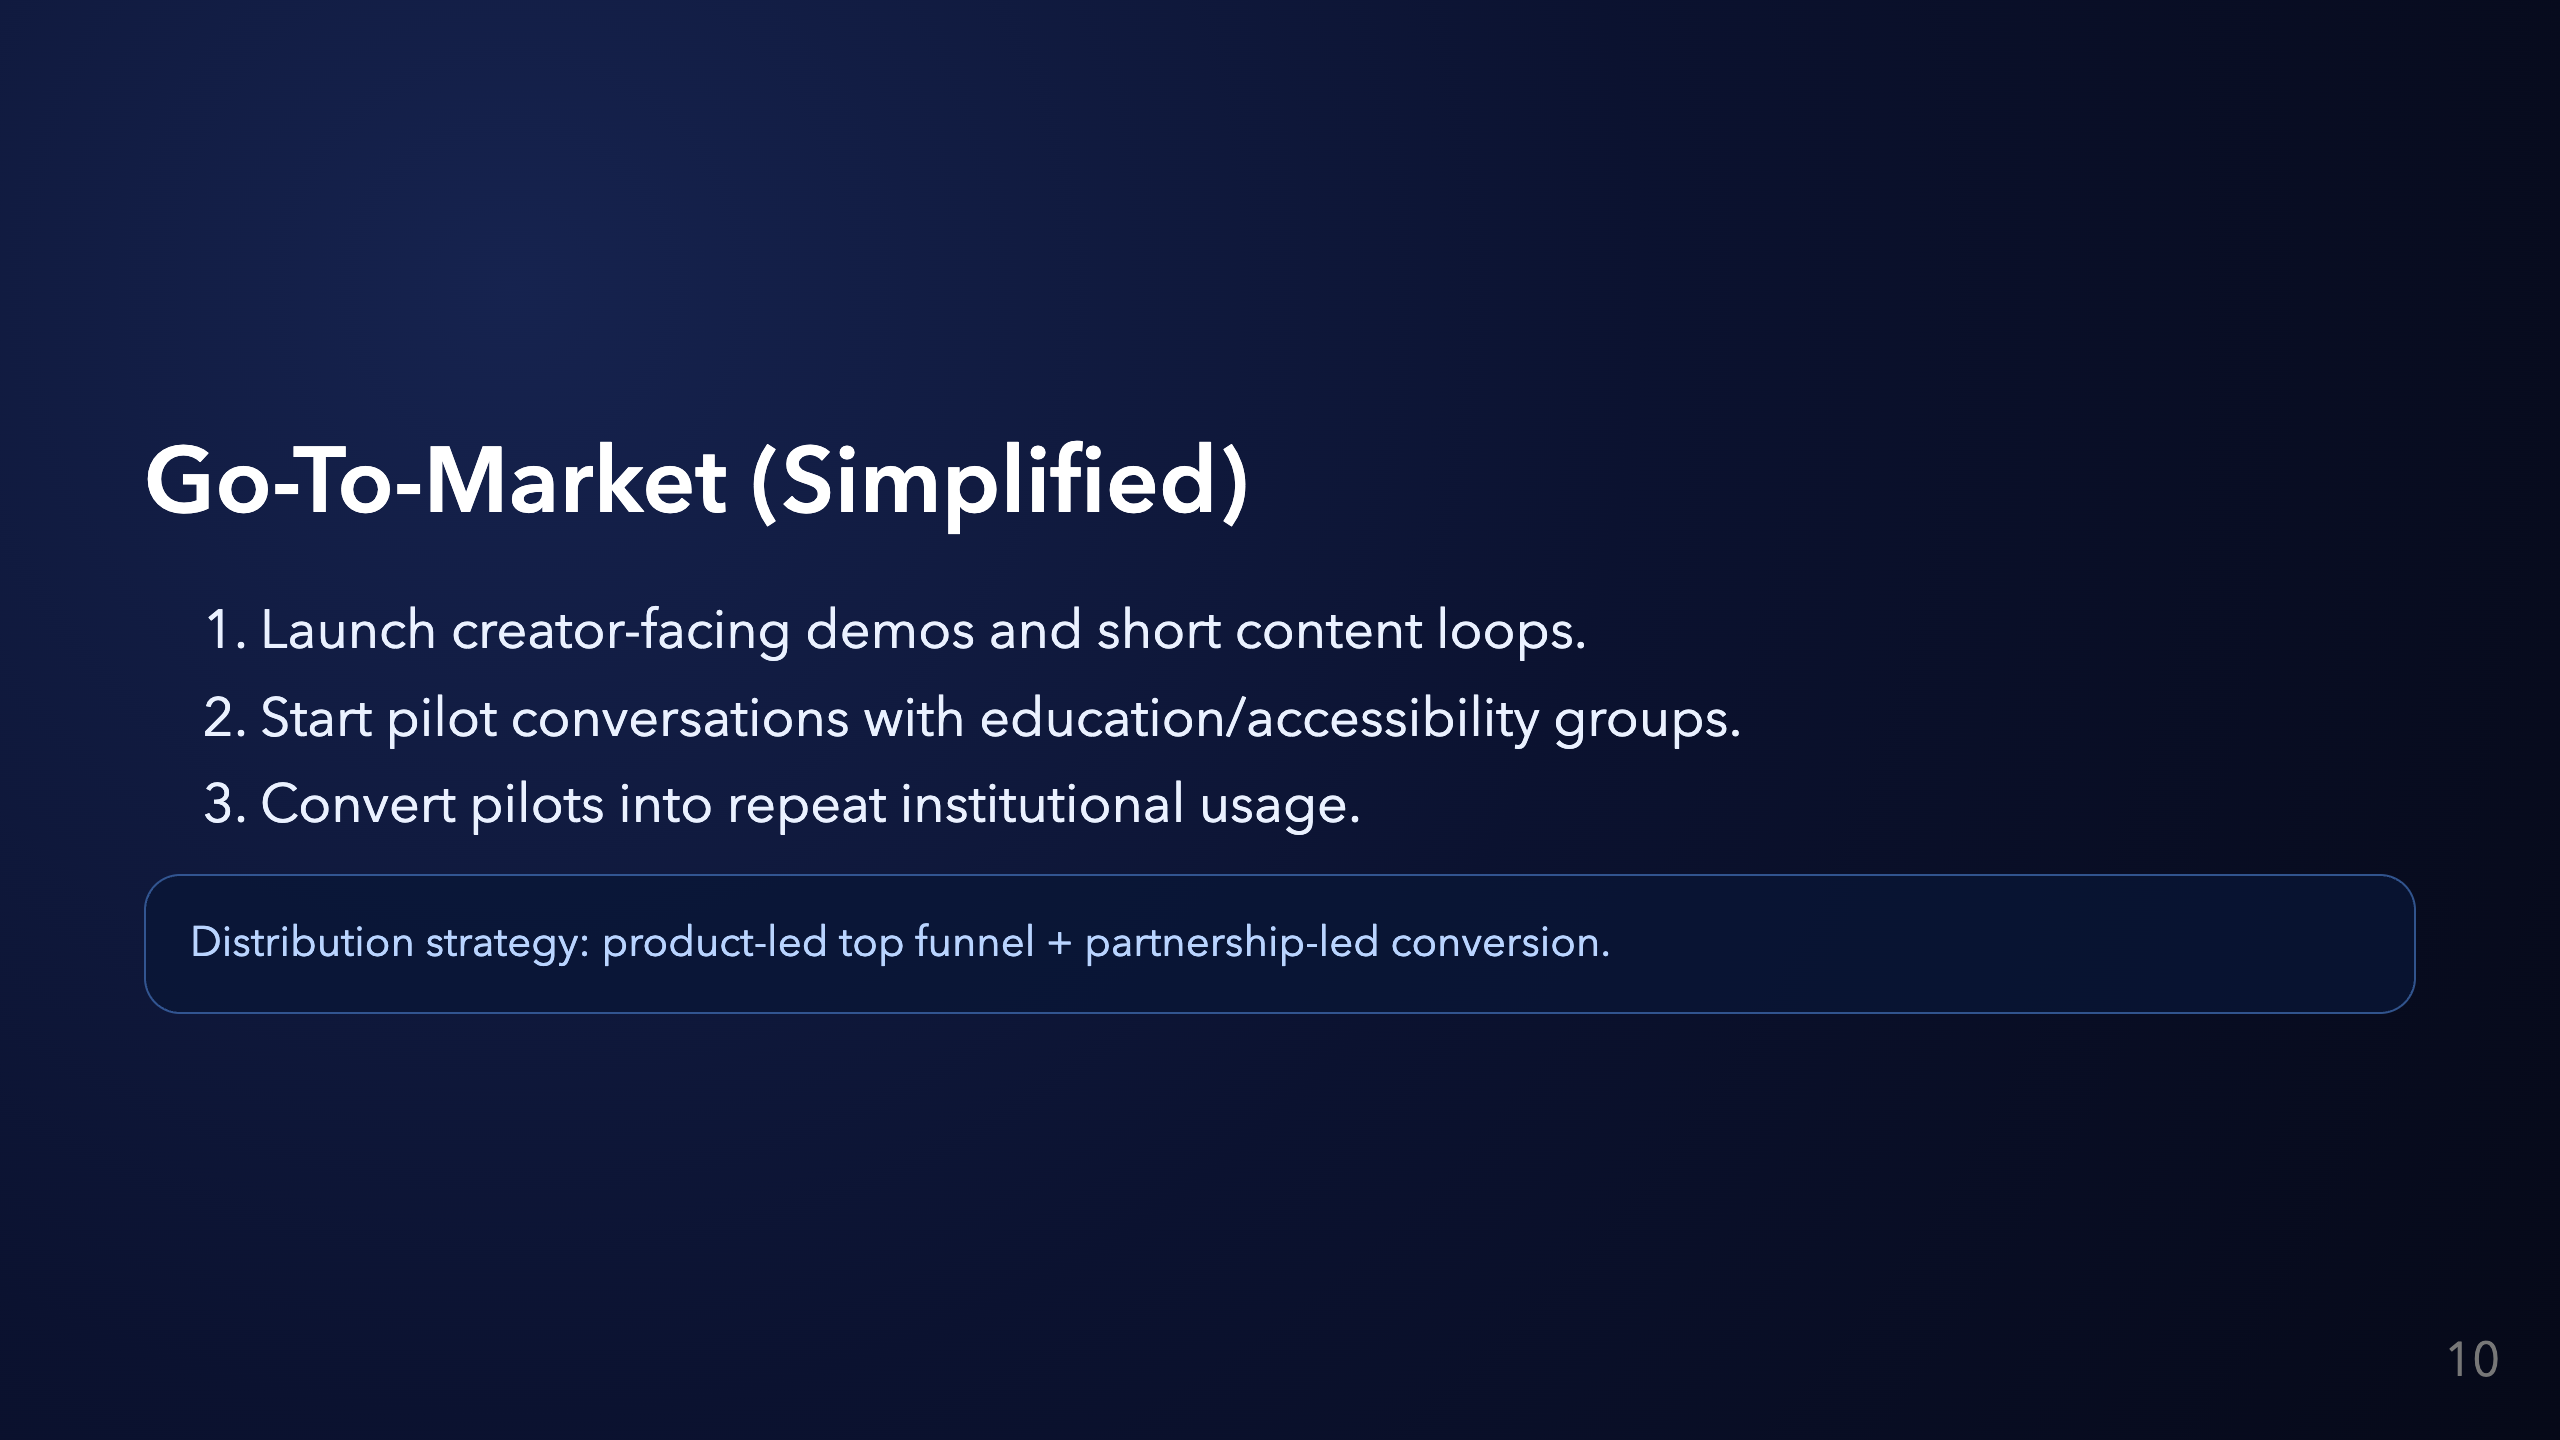 Go-To-Market (Simplified)
1. Launch creator-facing demos and short content loops.
2. Start pilot conversations with education/accessibility groups.
3. Convert pilots into repeat institutional usage.
Distribution strategy: product-led top funnel + partnership-led conversion.
10